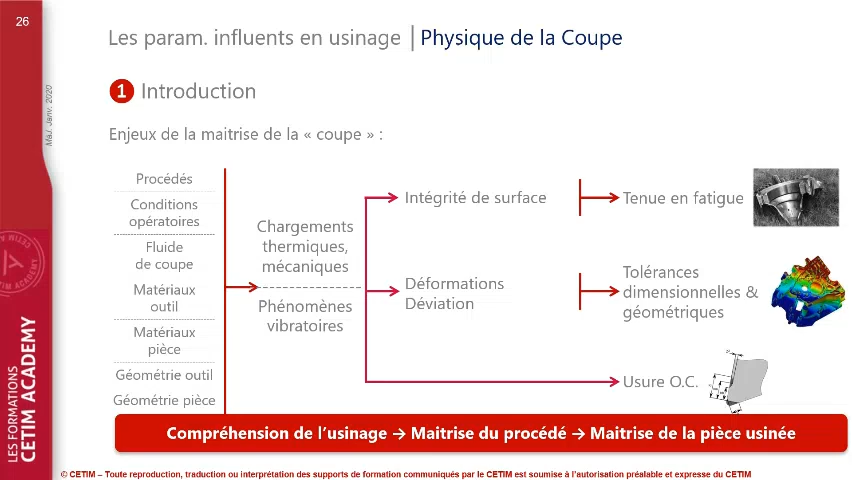 26
Les param. influents en usinage | Physique de la Coupe
Maj. Janv. 2020
1 Introduction
Enjeux de la maitrise de la « coupe » :
Procédés
Conditions
opératoires
Fluide
de coupe
Matériaux
outil
Matériaux
pièce
Géométrie outil
Géométrie pièce
Chargements
thermiques,
mécaniques
Phénomènes
vibratoires
Intégrité de surface
Tenue en fatigue
Déformations
Déviation
Tolérances
dimensionnelles &
géométriques
Usure O.C.
Compréhension de l'usinage → Maitrise du procédé → Maitrise de la pièce usinée
LES FORMATIONS
CETIM ACADEMY
© CETIM – Toute reproduction, traduction ou interprétation des supports de formation communiqués par le CETIM est soumise à l'autorisation préalable et expresse du CETIM